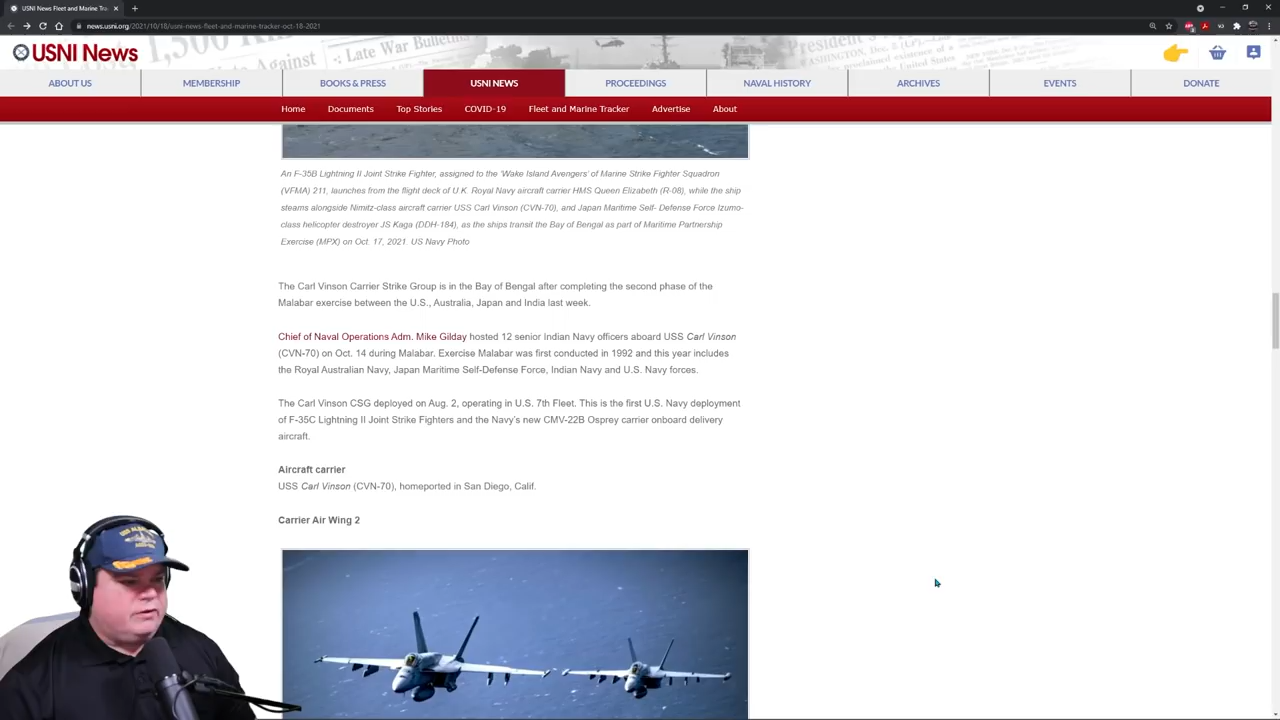 USNI News Fleet and Marine Tra
news.usni.org/2021/10/18/usni-news-fleet-and-marine-tracker-oct-18-2021
USNI News
Late War Bulletins
President's
Against
ABOUT US
MEMBERSHIP
BOOKS & PRESS
USNI NEWS
PROCEEDINGS
NAVAL HISTORY
ARCHIVES
EVENTS
DONATE
Home
Documents
Top Stories
COVID-19
Fleet and Marine Tracker
Advertise
About
An F-35B Lightning II Joint Strike Fighter, assigned to the 'Wake Island Avengers' of Marine Strike Fighter Squadron
(VFMA) 211, launches from the flight deck of U.K. Royal Navy aircraft carrier HMS Queen Elizabeth (R-08), while the ship
steams alongside Nimitz-class aircraft carrier USS Carl Vinson (CVN-70), and Japan Maritime Self- Defense Force Izumo-
class helicopter destroyer JS Kaga (DDH-184), as the ships transit the Bay of Bengal as part of Maritime Partnership
Exercise (MPX) on Oct. 17, 2021. US Navy Photo
The Carl Vinson Carrier Strike Group is in the Bay of Bengal after completing the second phase of the
Malabar exercise between the U.S., Australia, Japan and India last week.
Chief of Naval Operations Adm. Mike Gilday hosted 12 senior Indian Navy officers aboard USS Carl Vinson
(CVN-70) on Oct. 14 during Malabar. Exercise Malabar was first conducted in 1992 and this year includes
the Royal Australian Navy, Japan Maritime Self-Defense Force, Indian Navy and U.S. Navy forces.
The Carl Vinson CSG deployed on Aug. 2, operating in U.S. 7th Fleet. This is the first U.S. Navy deployment
of F-35C Lightning II Joint Strike Fighters and the Navy's new CMV-22B Osprey carrier onboard delivery
aircraft.
Aircraft carrier
USS Carl Vinson (CVN-70), homeported in San Diego, Calif.
Carrier Air Wing 2